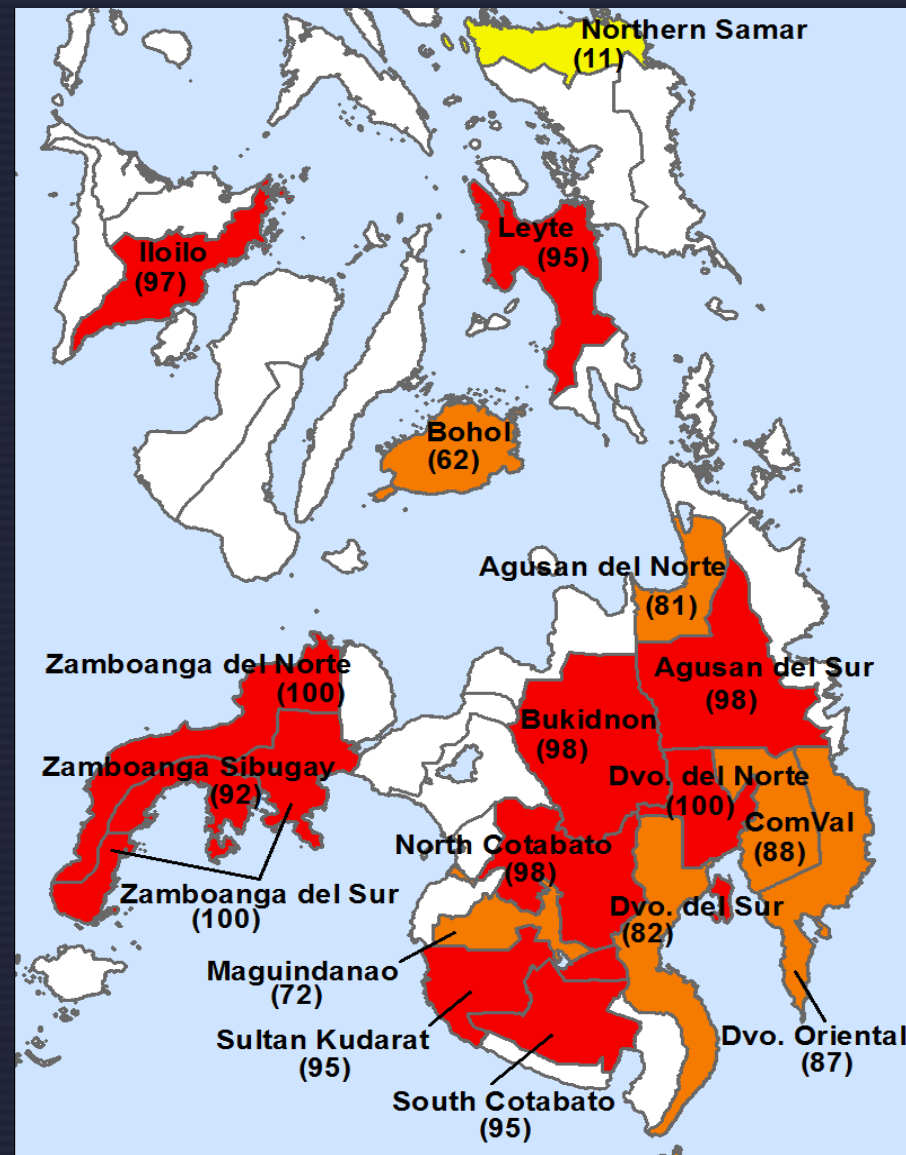 Northern Samar
(11)
Leyte
(95)
Iloilo
(97)
Bohol
(62)
Agusan del Norte
(81)
Zamboanga del Norte
(100)
Agusan del Sur
(98)
Bukidnon
(98)
Zamboanga Sibugay
(92)
Dvo. del Norte
(100)
ComVal
(88)
North Cotabato
(98)
Zamboanga del Sur
(100)
Dvo. del Sur
(82)
Maguindanao
(72)
Sultan Kudarat
(95)
Dvo. Oriental
(87)
South Cotabato
(95)